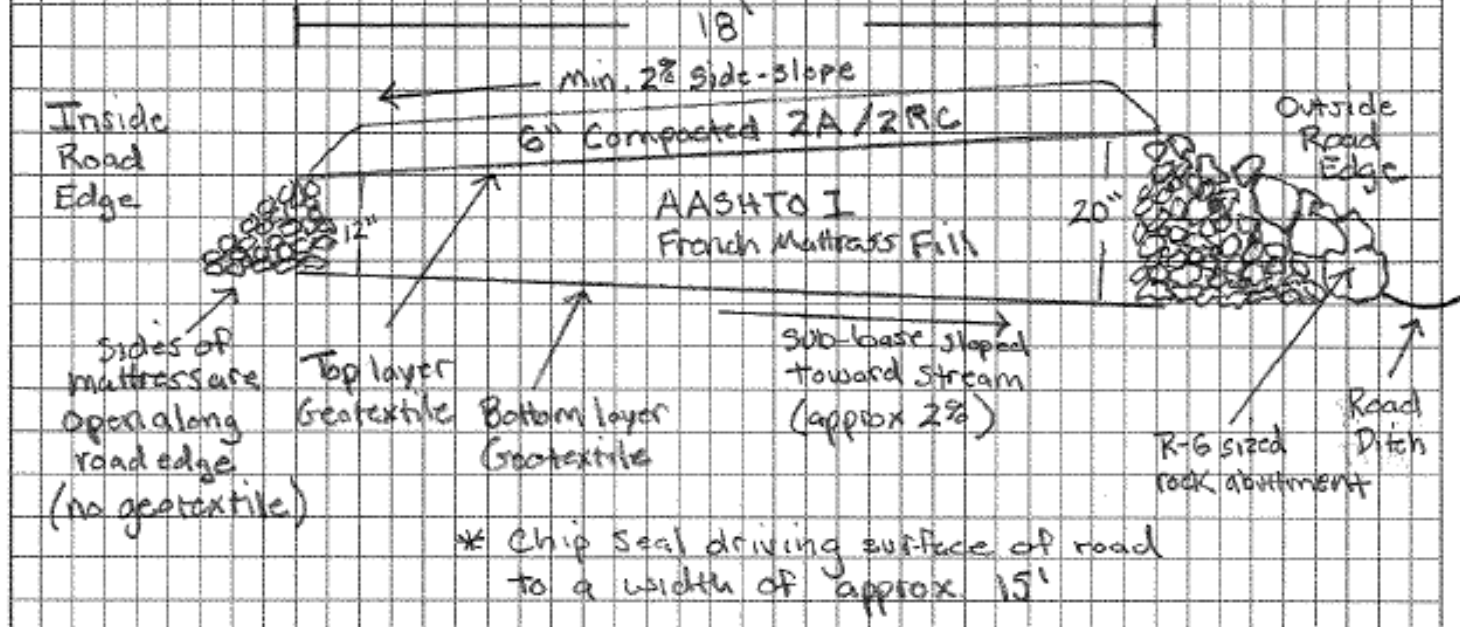 18'
Min. 2% Side-slope
Inside
Road
Edge
6" Compacted 2A/2RC
Outside
Road
Edge
12"
AASHTO I
French Mattrass Fill
20"
Sides of
mattress are
open along
road edge
(no geotextile)
Top layer
Geotextile
Bottom layer
Geotextile
Sub-base sloped
toward stream
(approx 2%)
R-6 sized
rock abuttment
Road
Ditch
* Chip Seal driving surface of road
to a width of approx 15'